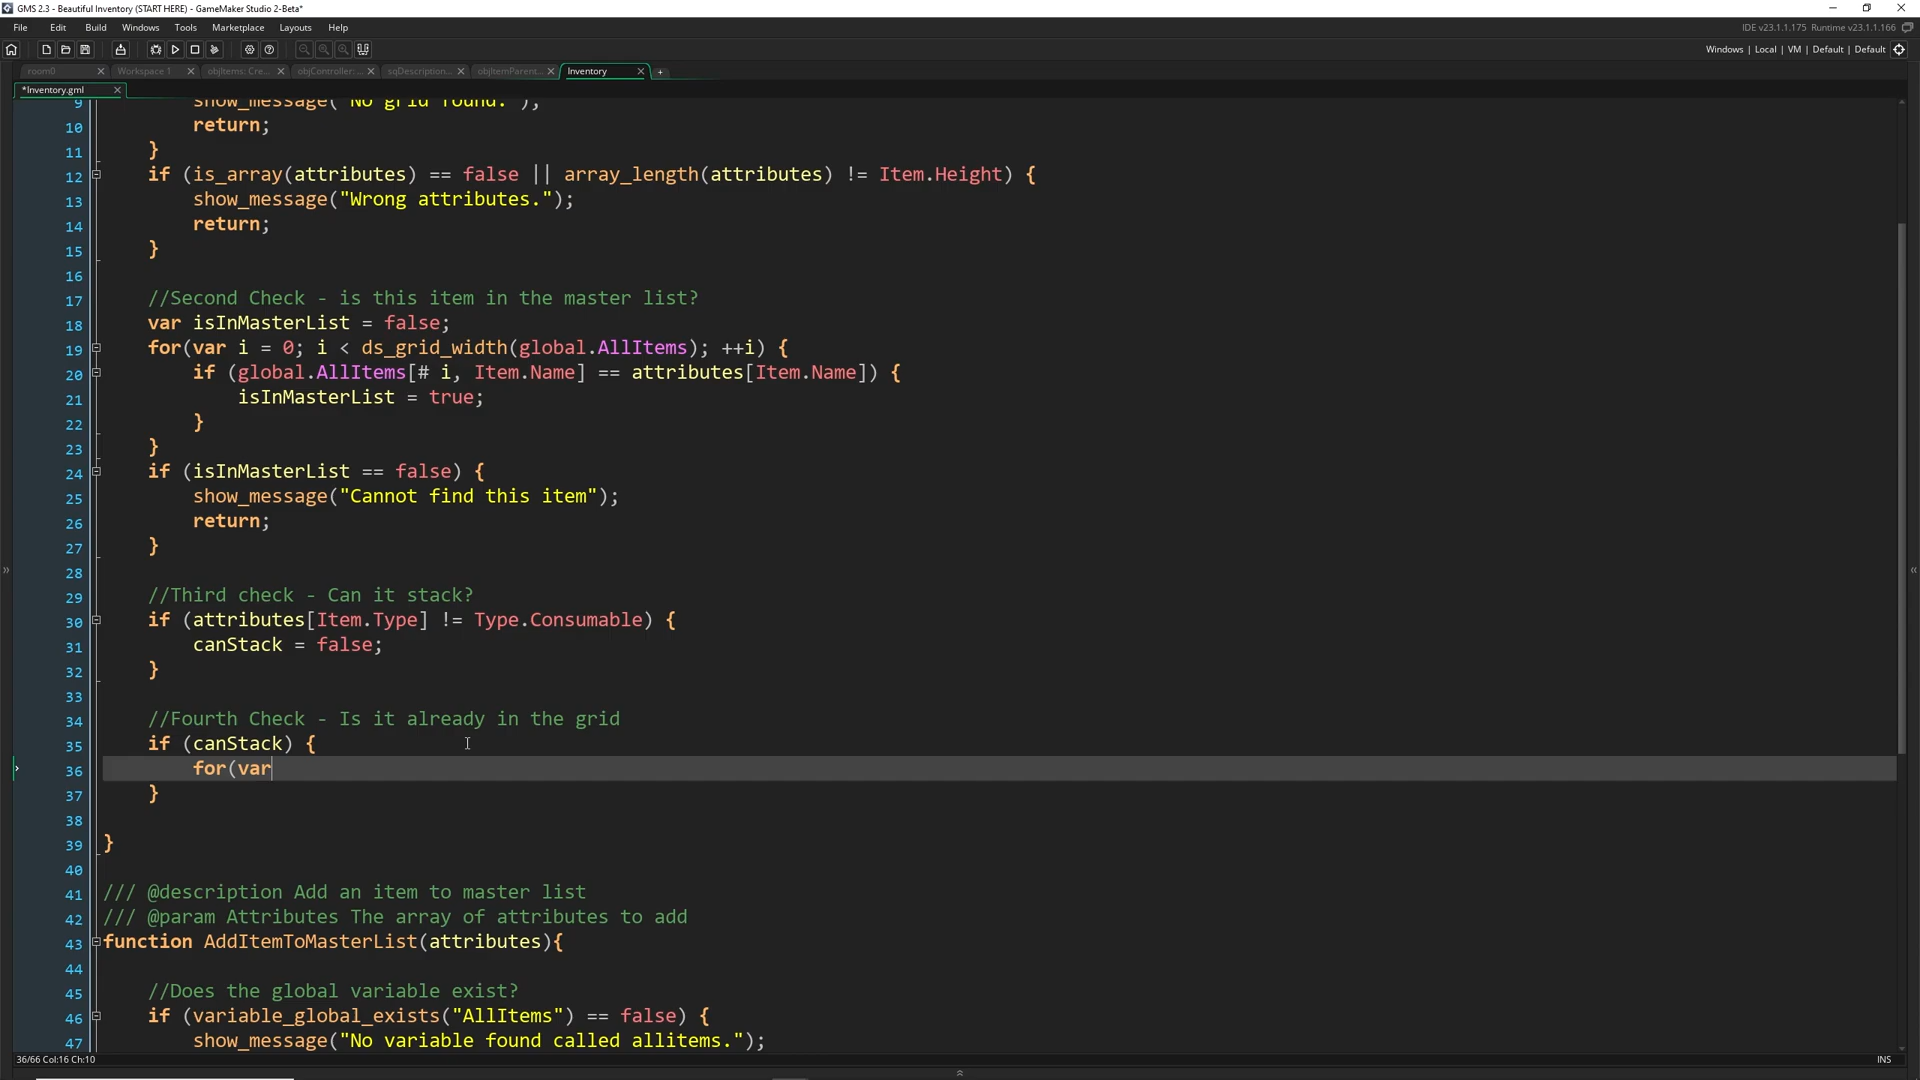 GMS 2.3 - Beautiful Inventory (START HERE) - GameMaker Studio 2-Beta*
File Edit Build Windows Tools Marketplace Layouts Help
IDE v23.1.1.175 Runtime v23.1.1.166
Windows | Local | VM | Default | Default
room0 Workspace 1 objItems: Cre... objController: ... sqDescription... objItemParent... Inventory
*Inventory.gml
9 show_message("No grid found.");
10 return;
11 }
12 if (is_array(attributes) == false || array_length(attributes) != Item.Height) {
13 show_message("Wrong attributes.");
14 return;
15 }
16
17 //Second Check - is this item in the master list?
18 var isInMasterList = false;
19 for(var i = 0; i < ds_grid_width(global.AllItems); ++i) {
20 if (global.AllItems[# i, Item.Name] == attributes[Item.Name]) {
21 isInMasterList = true;
22 }
23 }
24 if (isInMasterList == false) {
25 show_message("Cannot find this item");
26 return;
27 }
28
29 //Third check - Can it stack?
30 if (attributes[Item.Type] != Type.Consumable) {
31 canStack = false;
32 }
33
34 //Fourth Check - Is it already in the grid
35 if (canStack) {
36 for(var
37 }
38
39 }
40
41 /// @description Add an item to master list
42 /// @param Attributes The array of attributes to add
43 function AddItemToMasterList(attributes){
44
45 //Does the global variable exist?
46 if (variable_global_exists("AllItems") == false) {
47 show_message("No variable found called allitems.");
36/66 Col:16 Ch:10 INS